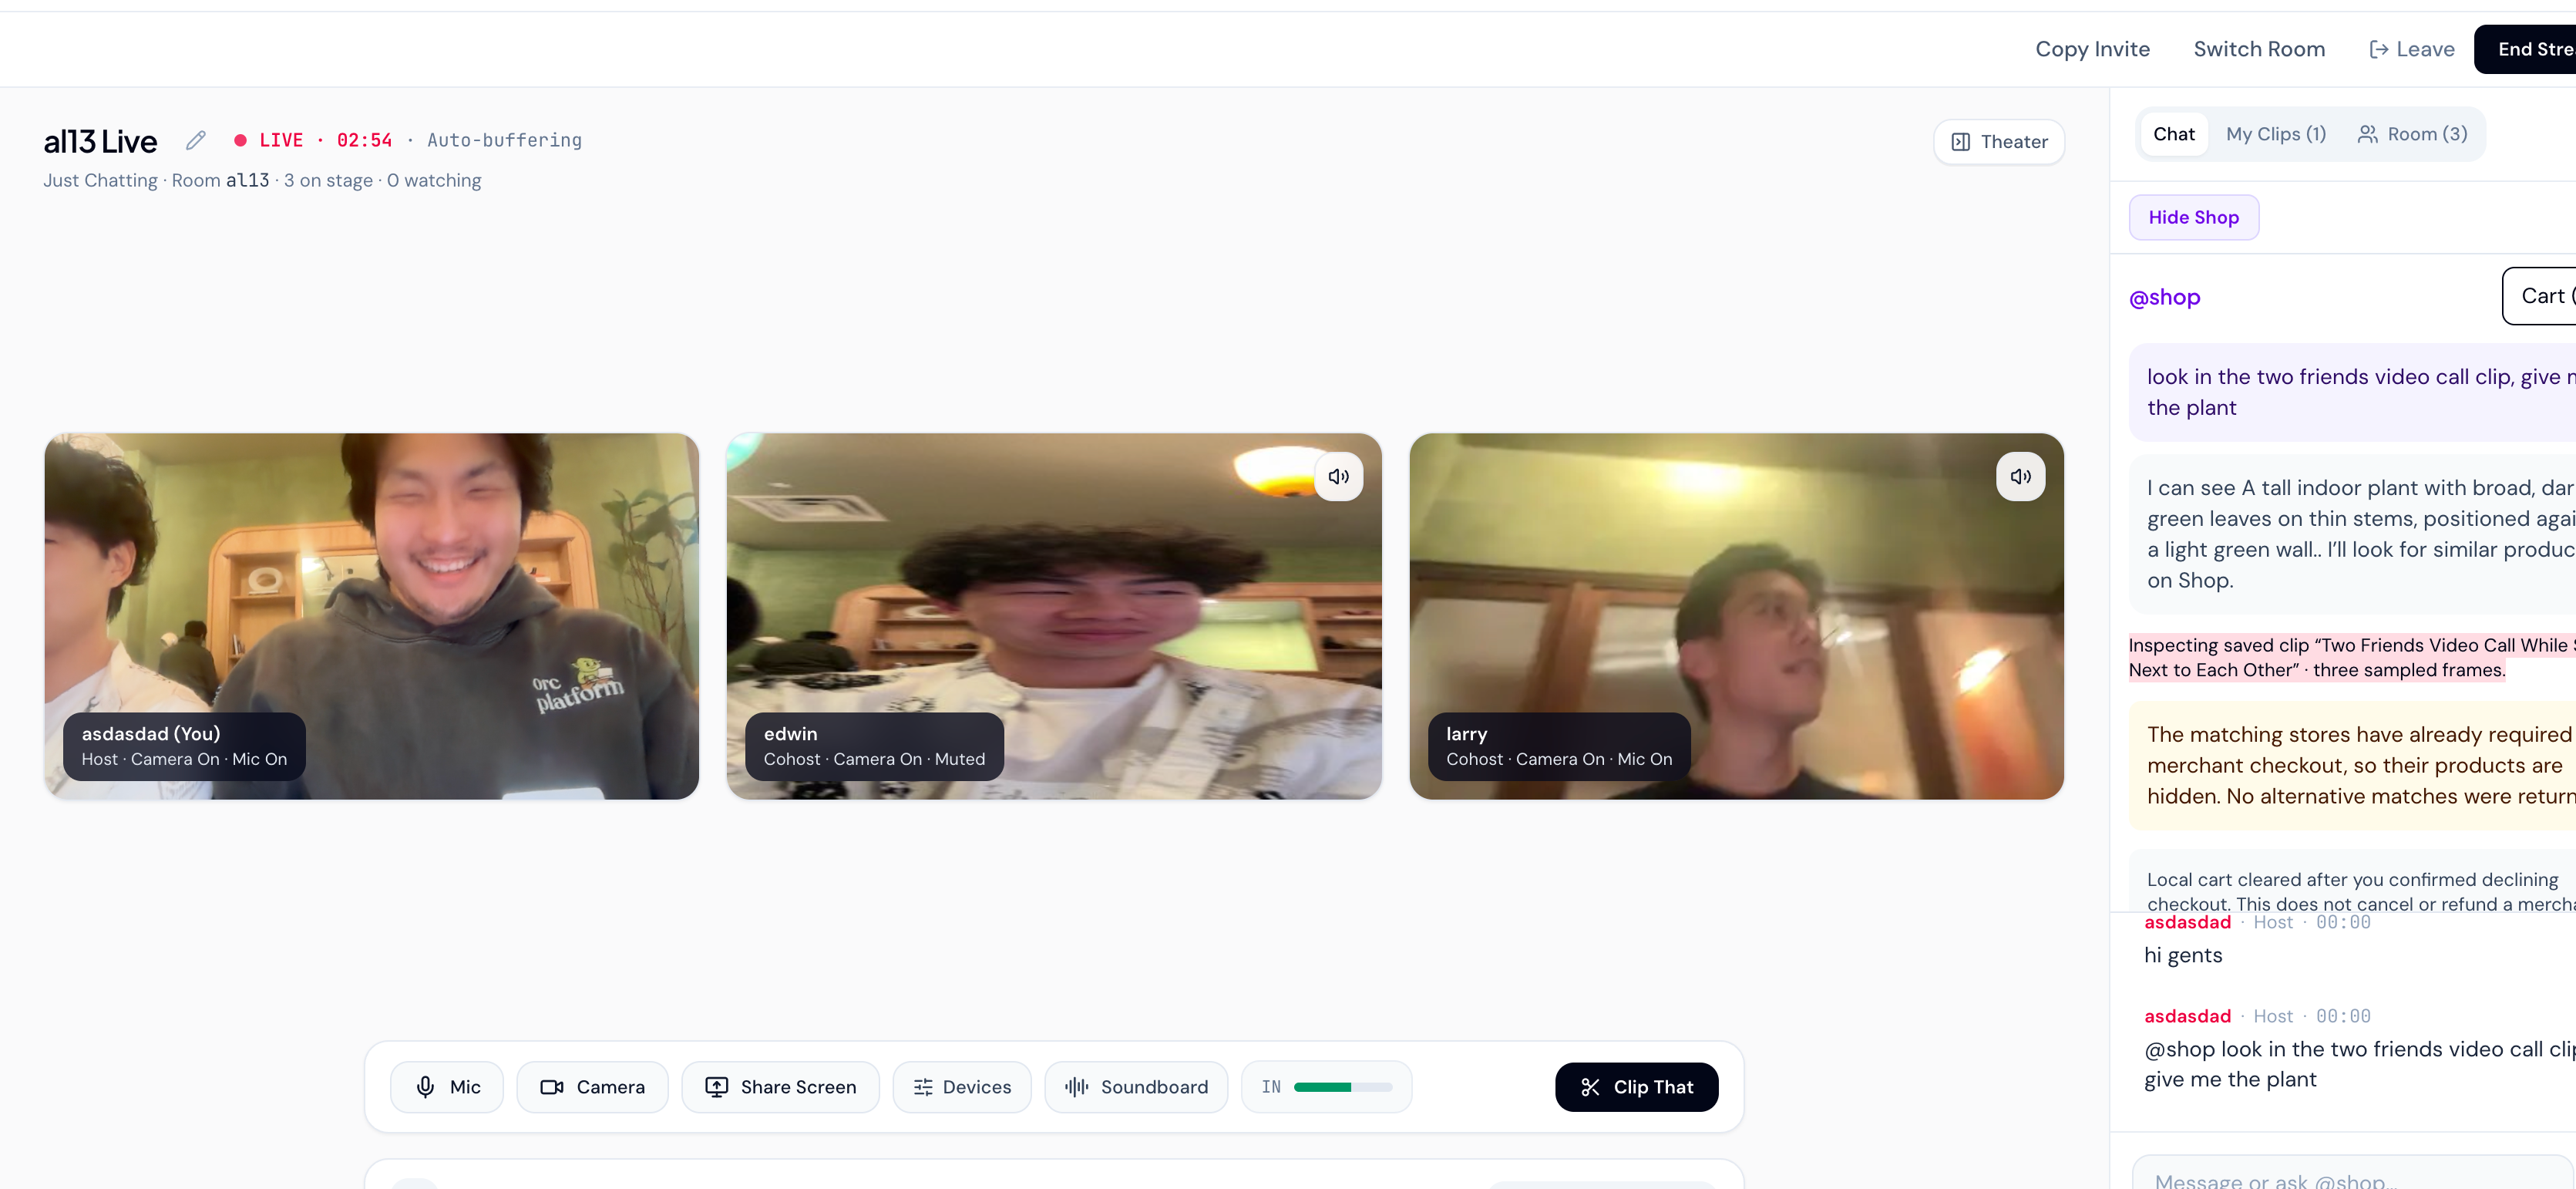 Copy Invite
Switch Room
Leave
End Stre
al13 Live
LIVE · 02:54 · Auto-buffering
Just Chatting · Room al13 · 3 on stage · 0 watching
Theater
asdasdad (You)
Host · Camera On · Mic On
orc
platform
edwin
Cohost · Camera On · Muted
larry
Cohost · Camera On · Mic On
Mic
Camera
Share Screen
Devices
Soundboard
IN
Clip That
Chat
My Clips (1)
Room (3)
Hide Shop
@shop
Cart (
look in the two friends video call clip, give
the plant
I can see A tall indoor plant with broad, dar
green leaves on thin stems, positioned agai
a light green wall.. I'll look for similar produc
on Shop.
Inspecting saved clip “Two Friends Video Call While
Next to Each Other” · three sampled frames.
The matching stores have already required
merchant checkout, so their products are
hidden. No alternative matches were return
Local cart cleared after you confirmed declining
checkout. This does not cancel or refund a mercha
asdasdad · Host · 00:00
hi gents
asdasdad · Host · 00:00
@shop look in the two friends video call cli
give me the plant
Message or ask @shop...